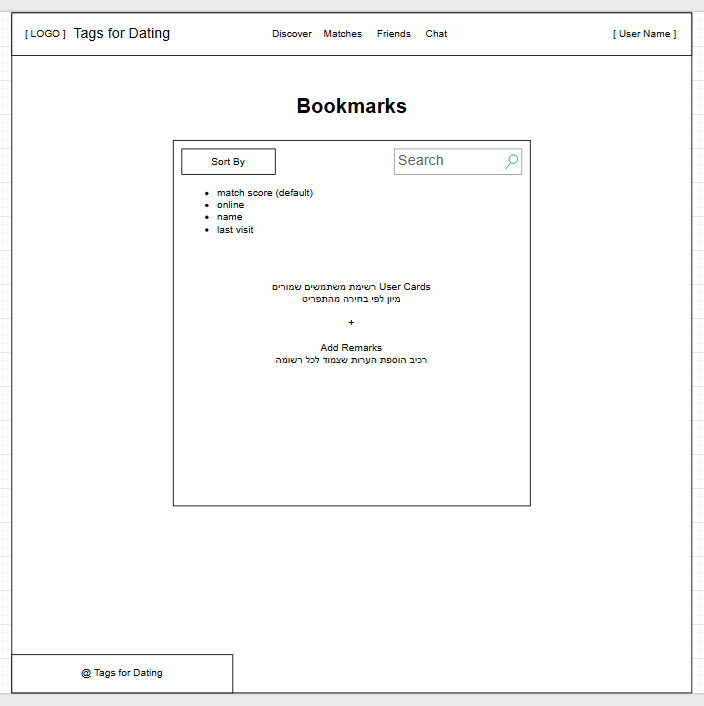 [ LOGO ] Tags for Dating Discover Matches Friends Chat [ User Name ]
Bookmarks
Sort By Search
• match score (default)
• online
• name
• last visit
רשימת משתמשים שמורים User Cards
מיון לפי בחירה מהתפריט
+
Add Remarks
רכיב הוספת הערות שצמוד לכל רשומה
@ Tags for Dating